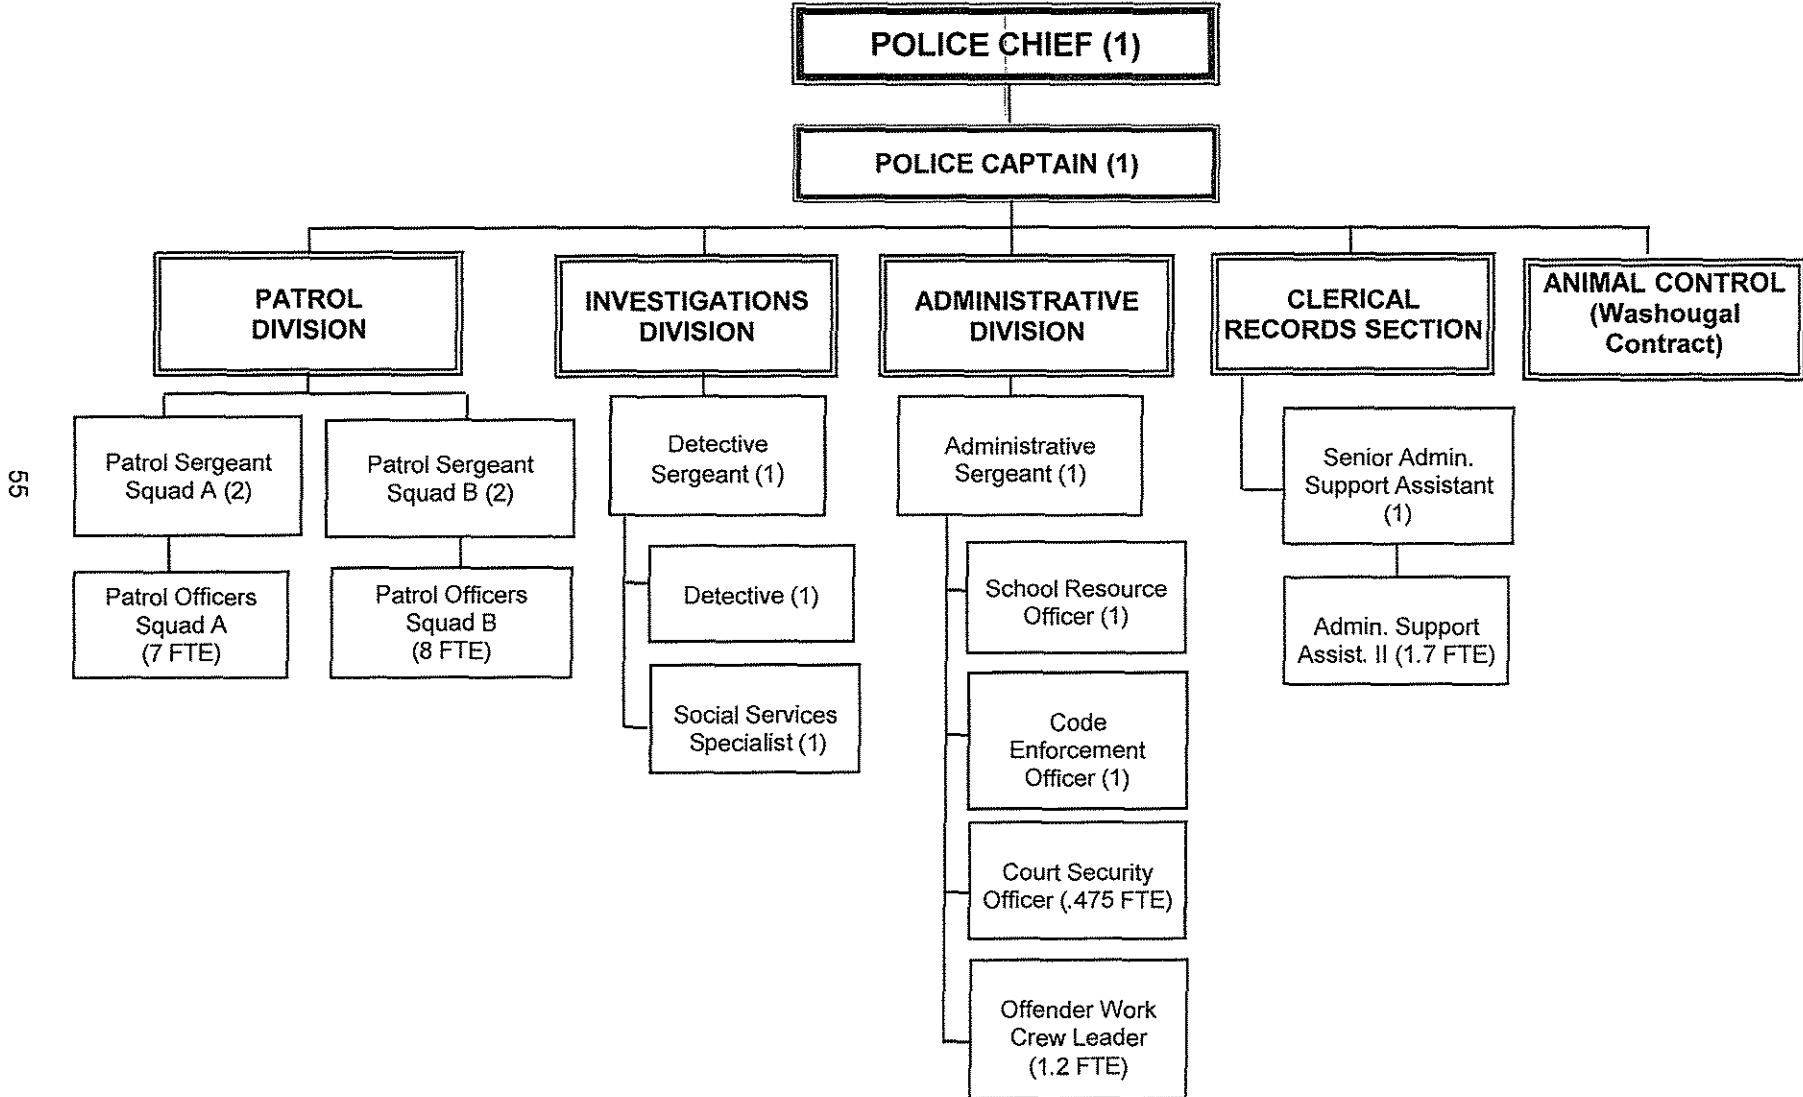 POLICE CHIEF (1)
POLICE CAPTAIN (1)
PATROL
DIVISION
INVESTIGATIONS
DIVISION
ADMINISTRATIVE
DIVISION
CLERICAL
RECORDS SECTION
ANIMAL CONTROL
(Washougal
Contract)
Patrol Sergeant
Squad A (2)
Patrol Sergeant
Squad B (2)
Patrol Officers
Squad A
(7 FTE)
Patrol Officers
Squad B
(8 FTE)
Detective
Sergeant (1)
Detective (1)
Social Services
Specialist (1)
Administrative
Sergeant (1)
School Resource
Officer (1)
Code
Enforcement
Officer (1)
Court Security
Officer (.475 FTE)
Offender Work
Crew Leader
(1.2 FTE)
Senior Admin.
Support Assistant
(1)
Admin. Support
Assist. II (1.7 FTE)
55